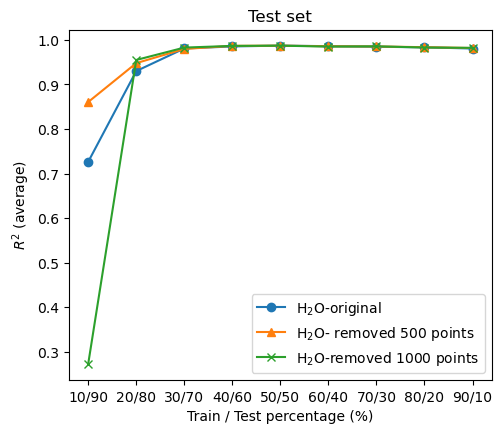 Test set
1.0
0.9
0.8
0.7
0.6
0.5
0.4
0.3
R² (average)
H₂O-original
H₂O- removed 500 points
H₂O-removed 1000 points
10/90 20/80 30/70 40/60 50/50 60/40 70/30 80/20 90/10
Train / Test percentage (%)